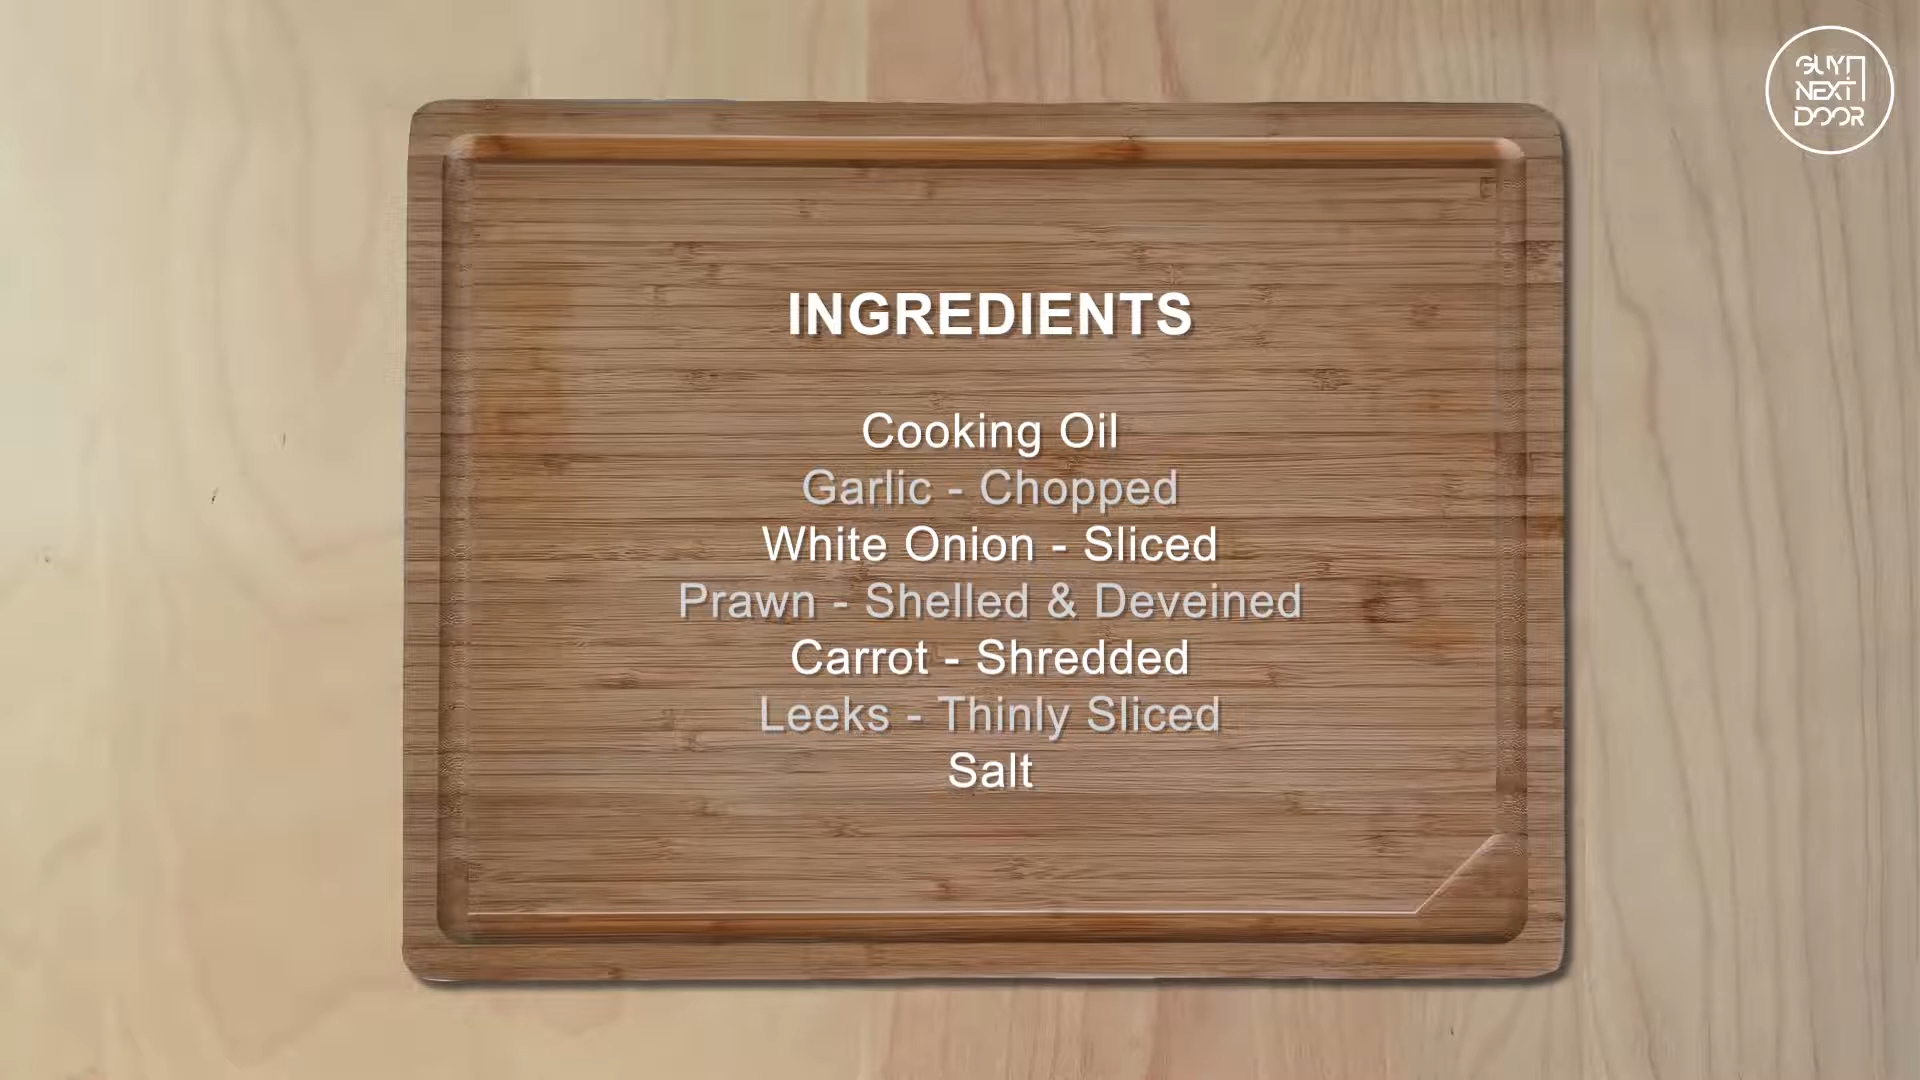 GUY
NEXT
DOOR
INGREDIENTS
Cooking Oil
Garlic - Chopped
White Onion - Sliced
Prawn - Shelled & Deveined
Carrot - Shredded
Leeks - Thinly Sliced
Salt